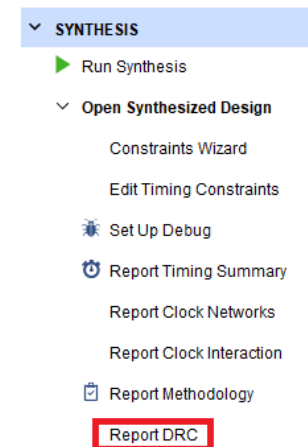 SYNTHESIS
Run Synthesis
Open Synthesized Design
Constraints Wizard
Edit Timing Constraints
Set Up Debug
Report Timing Summary
Report Clock Networks
Report Clock Interaction
Report Methodology
Report DRC